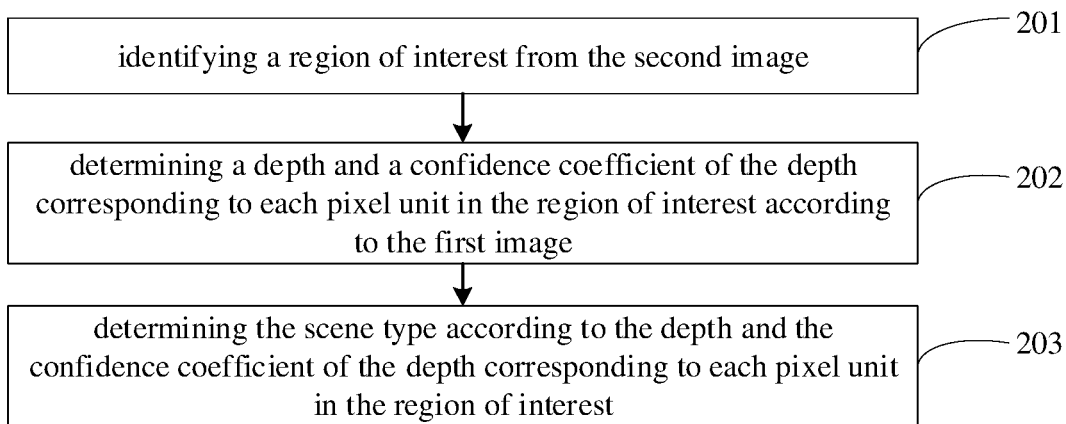 201
identifying a region of interest from the second image
determining a depth and a confidence coefficient of the depth
202
corresponding to each pixel unit in the region of interest according
to the first image
determining the scene type according to the depth and the
203
confidence coefficient of the depth corresponding to each pixel unit
in the region of interest